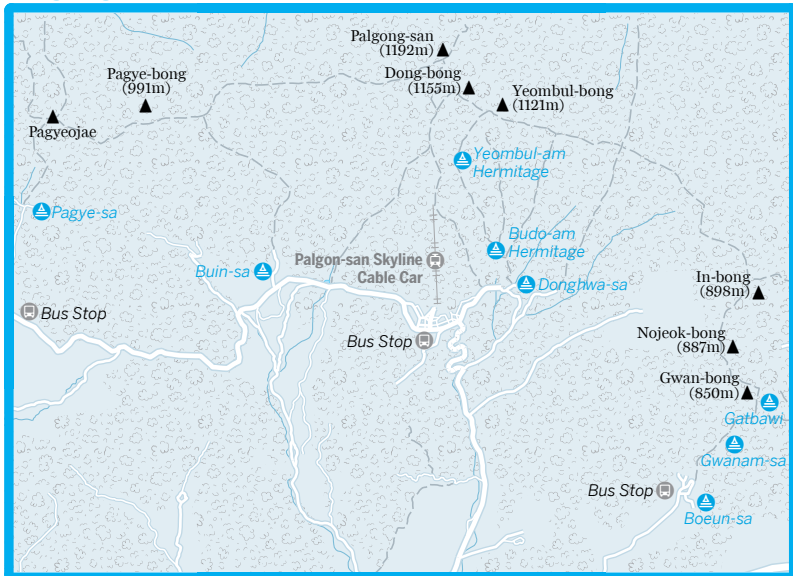 Palgong-san
(1192m)
Dong-bong
(1155m)
Pagye-bong
(991m)
Yeombul-bong
(1121m)
Pagyeojae
Yeombul-am
Hermitage
Pagye-sa
Budo-am
Hermitage
Palgon-san Skyline
Cable Car
Buin-sa
Donghwa-sa
In-bong
(898m)
Bus Stop
Bus Stop
Nojeok-bong
(887m)
Gwan-bong
(850m)
Gatbawi
Gwanam-sa
Bus Stop
Boeun-sa